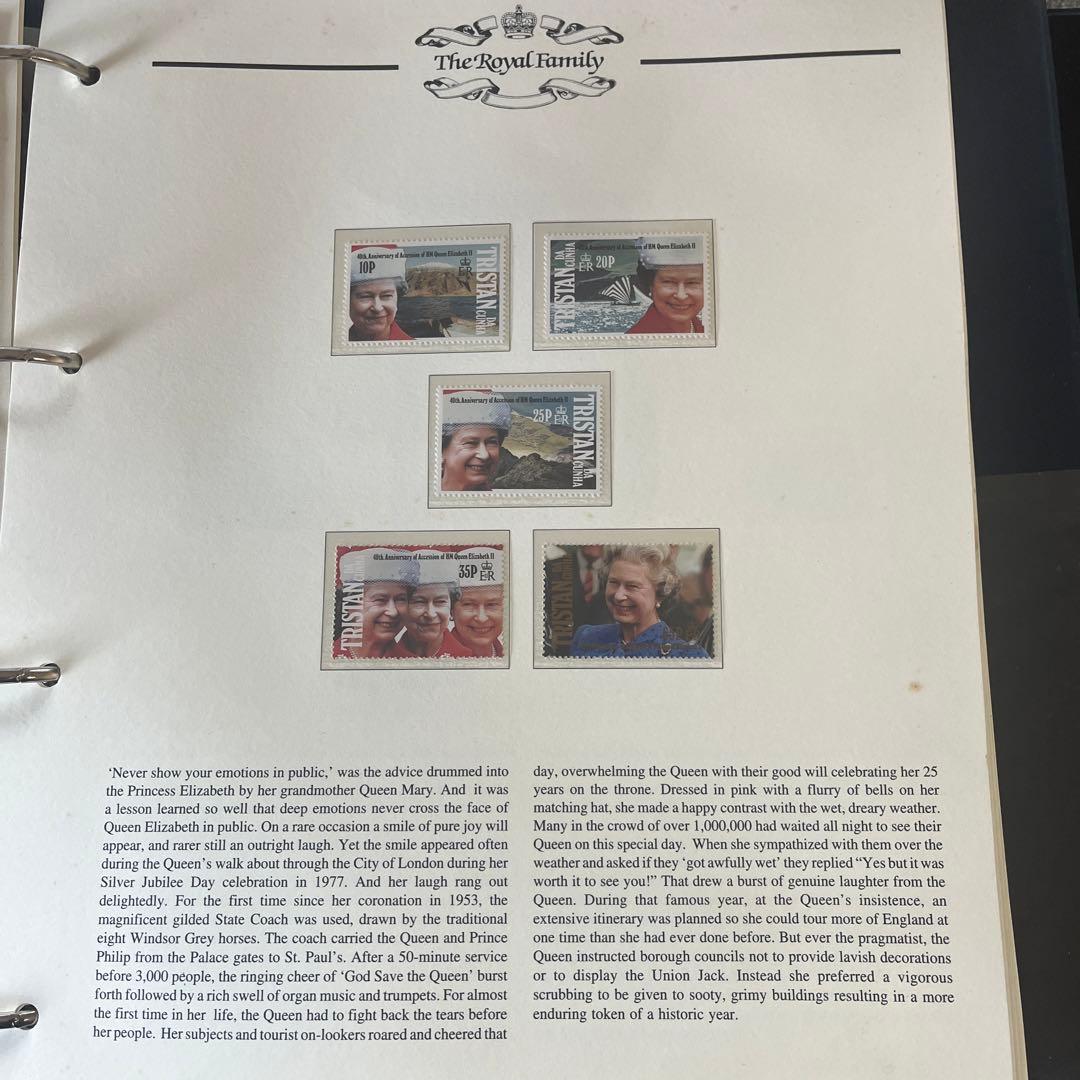 The Royal Family
40th Anniversary of Accession of HM Queen Elizabeth II
10P
ER
TRISTAN
DA
CUNHA
40th Anniversary of Accession of HM Queen Elizabeth II
20P
ER
TRISTAN
DA
CUNHA
40th Anniversary of Accession of HM Queen Elizabeth II
25P
ER
TRISTAN
DA
CUNHA
40th Anniversary of Accession of HM Queen Elizabeth II
35P
ER
TRISTAN
TRISTAN
‘Never show your emotions in public,’ was the advice drummed into
the Princess Elizabeth by her grandmother Queen Mary. And it was
a lesson learned so well that deep emotions never cross the face of
Queen Elizabeth in public. On a rare occasion a smile of pure joy will
appear, and rarer still an outright laugh. Yet the smile appeared often
during the Queen’s walk about through the City of London during her
Silver Jubilee Day celebration in 1977. And her laugh rang out
delightedly. For the first time since her coronation in 1953, the
magnificent gilded State Coach was used, drawn by the traditional
eight Windsor Grey horses. The coach carried the Queen and Prince
Philip from the Palace gates to St. Paul’s. After a 50-minute service
before 3,000 people, the ringing cheer of ‘God Save the Queen’ burst
forth followed by a rich swell of organ music and trumpets. For almost
the first time in her life, the Queen had to fight back the tears before
her people. Her subjects and tourist on-lookers roared and cheered that
day, overwhelming the Queen with their good will celebrating her 25
years on the throne. Dressed in pink with a flurry of bells on her
matching hat, she made a happy contrast with the wet, dreary weather.
Many in the crowd of over 1,000,000 had waited all night to see their
Queen on this special day. When she sympathized with them over the
weather and asked if they ‘got awfully wet’ they replied “Yes but it was
worth it to see you!” That drew a burst of genuine laughter from the
Queen. During that famous year, at the Queen’s insistence, an
extensive itinerary was planned so she could tour more of England at
one time than she had ever done before. But ever the pragmatist, the
Queen instructed borough councils not to provide lavish decorations
or to display the Union Jack. Instead she preferred a vigorous
scrubbing to be given to sooty, grimy buildings resulting in a more
enduring token of a historic year.